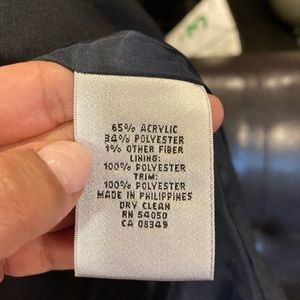 65% ACRYLIC
34% POLYESTER
1% OTHER FIBER
LINING:
100% POLYESTER
TRIM:
100% POLYESTER
MADE IN PHILIPPINES
DRY CLEAN
RN 54050
CA 08349